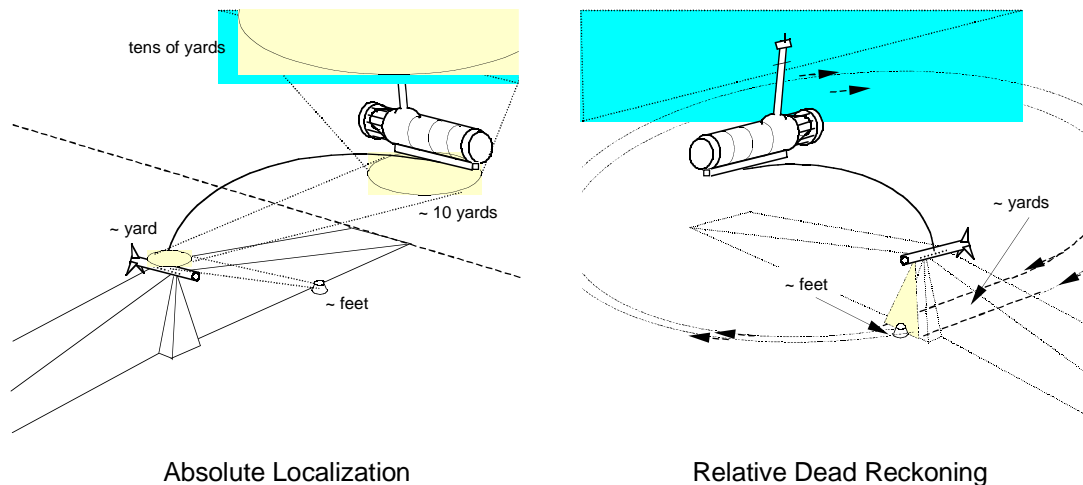 tens of yards
~ 10 yards
~ yard
~ feet
Absolute Localization
~ yards
~ feet
Relative Dead Reckoning